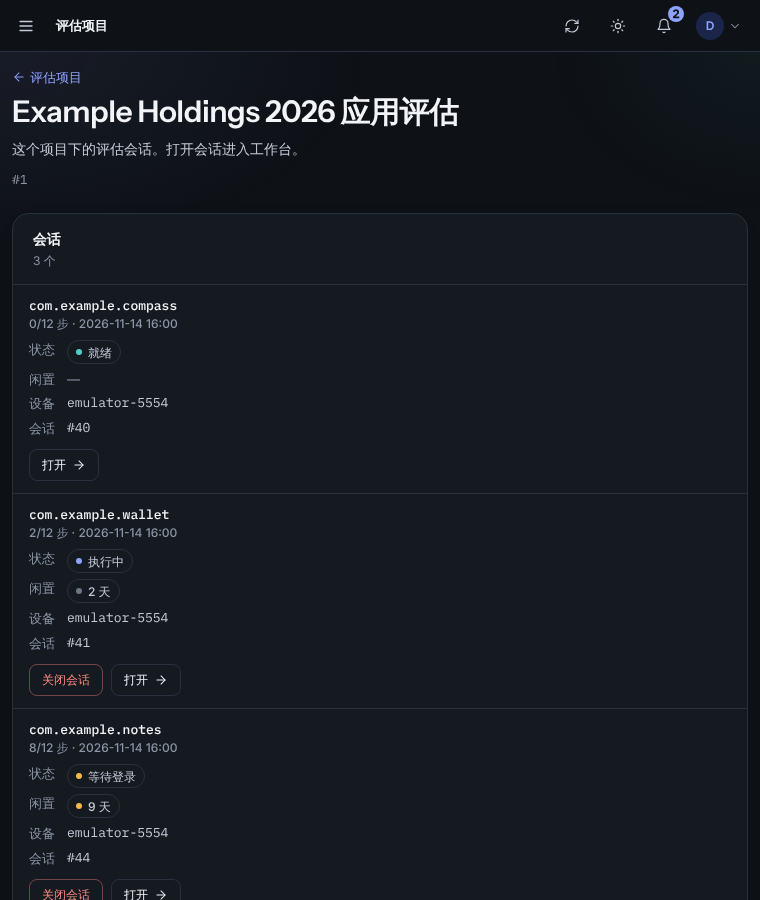 评估项目
2
D
← 评估项目
Example Holdings 2026 应用评估
这个项目下的评估会话。打开会话进入工作台。
#1
会话
3 个
com.example.compass
0/12 步 · 2026-11-14 16:00
状态 就绪
闲置 —
设备 emulator-5554
会话 #40
打开 →
com.example.wallet
2/12 步 · 2026-11-14 16:00
状态 执行中
闲置 2 天
设备 emulator-5554
会话 #41
关闭会话 打开 →
com.example.notes
8/12 步 · 2026-11-14 16:00
状态 等待登录
闲置 9 天
设备 emulator-5554
会话 #44
关闭会话 打开 →